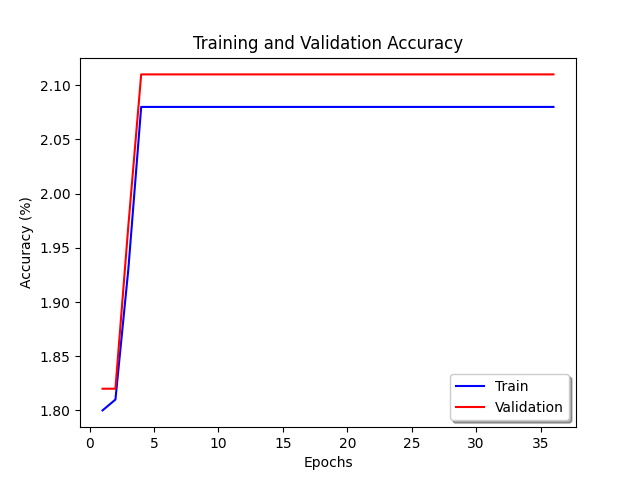 Training and Validation Accuracy
Accuracy (%)
2.10
2.05
2.00
1.95
1.90
1.85
1.80
0 5 10 15 20 25 30 35
Epochs
Train
Validation